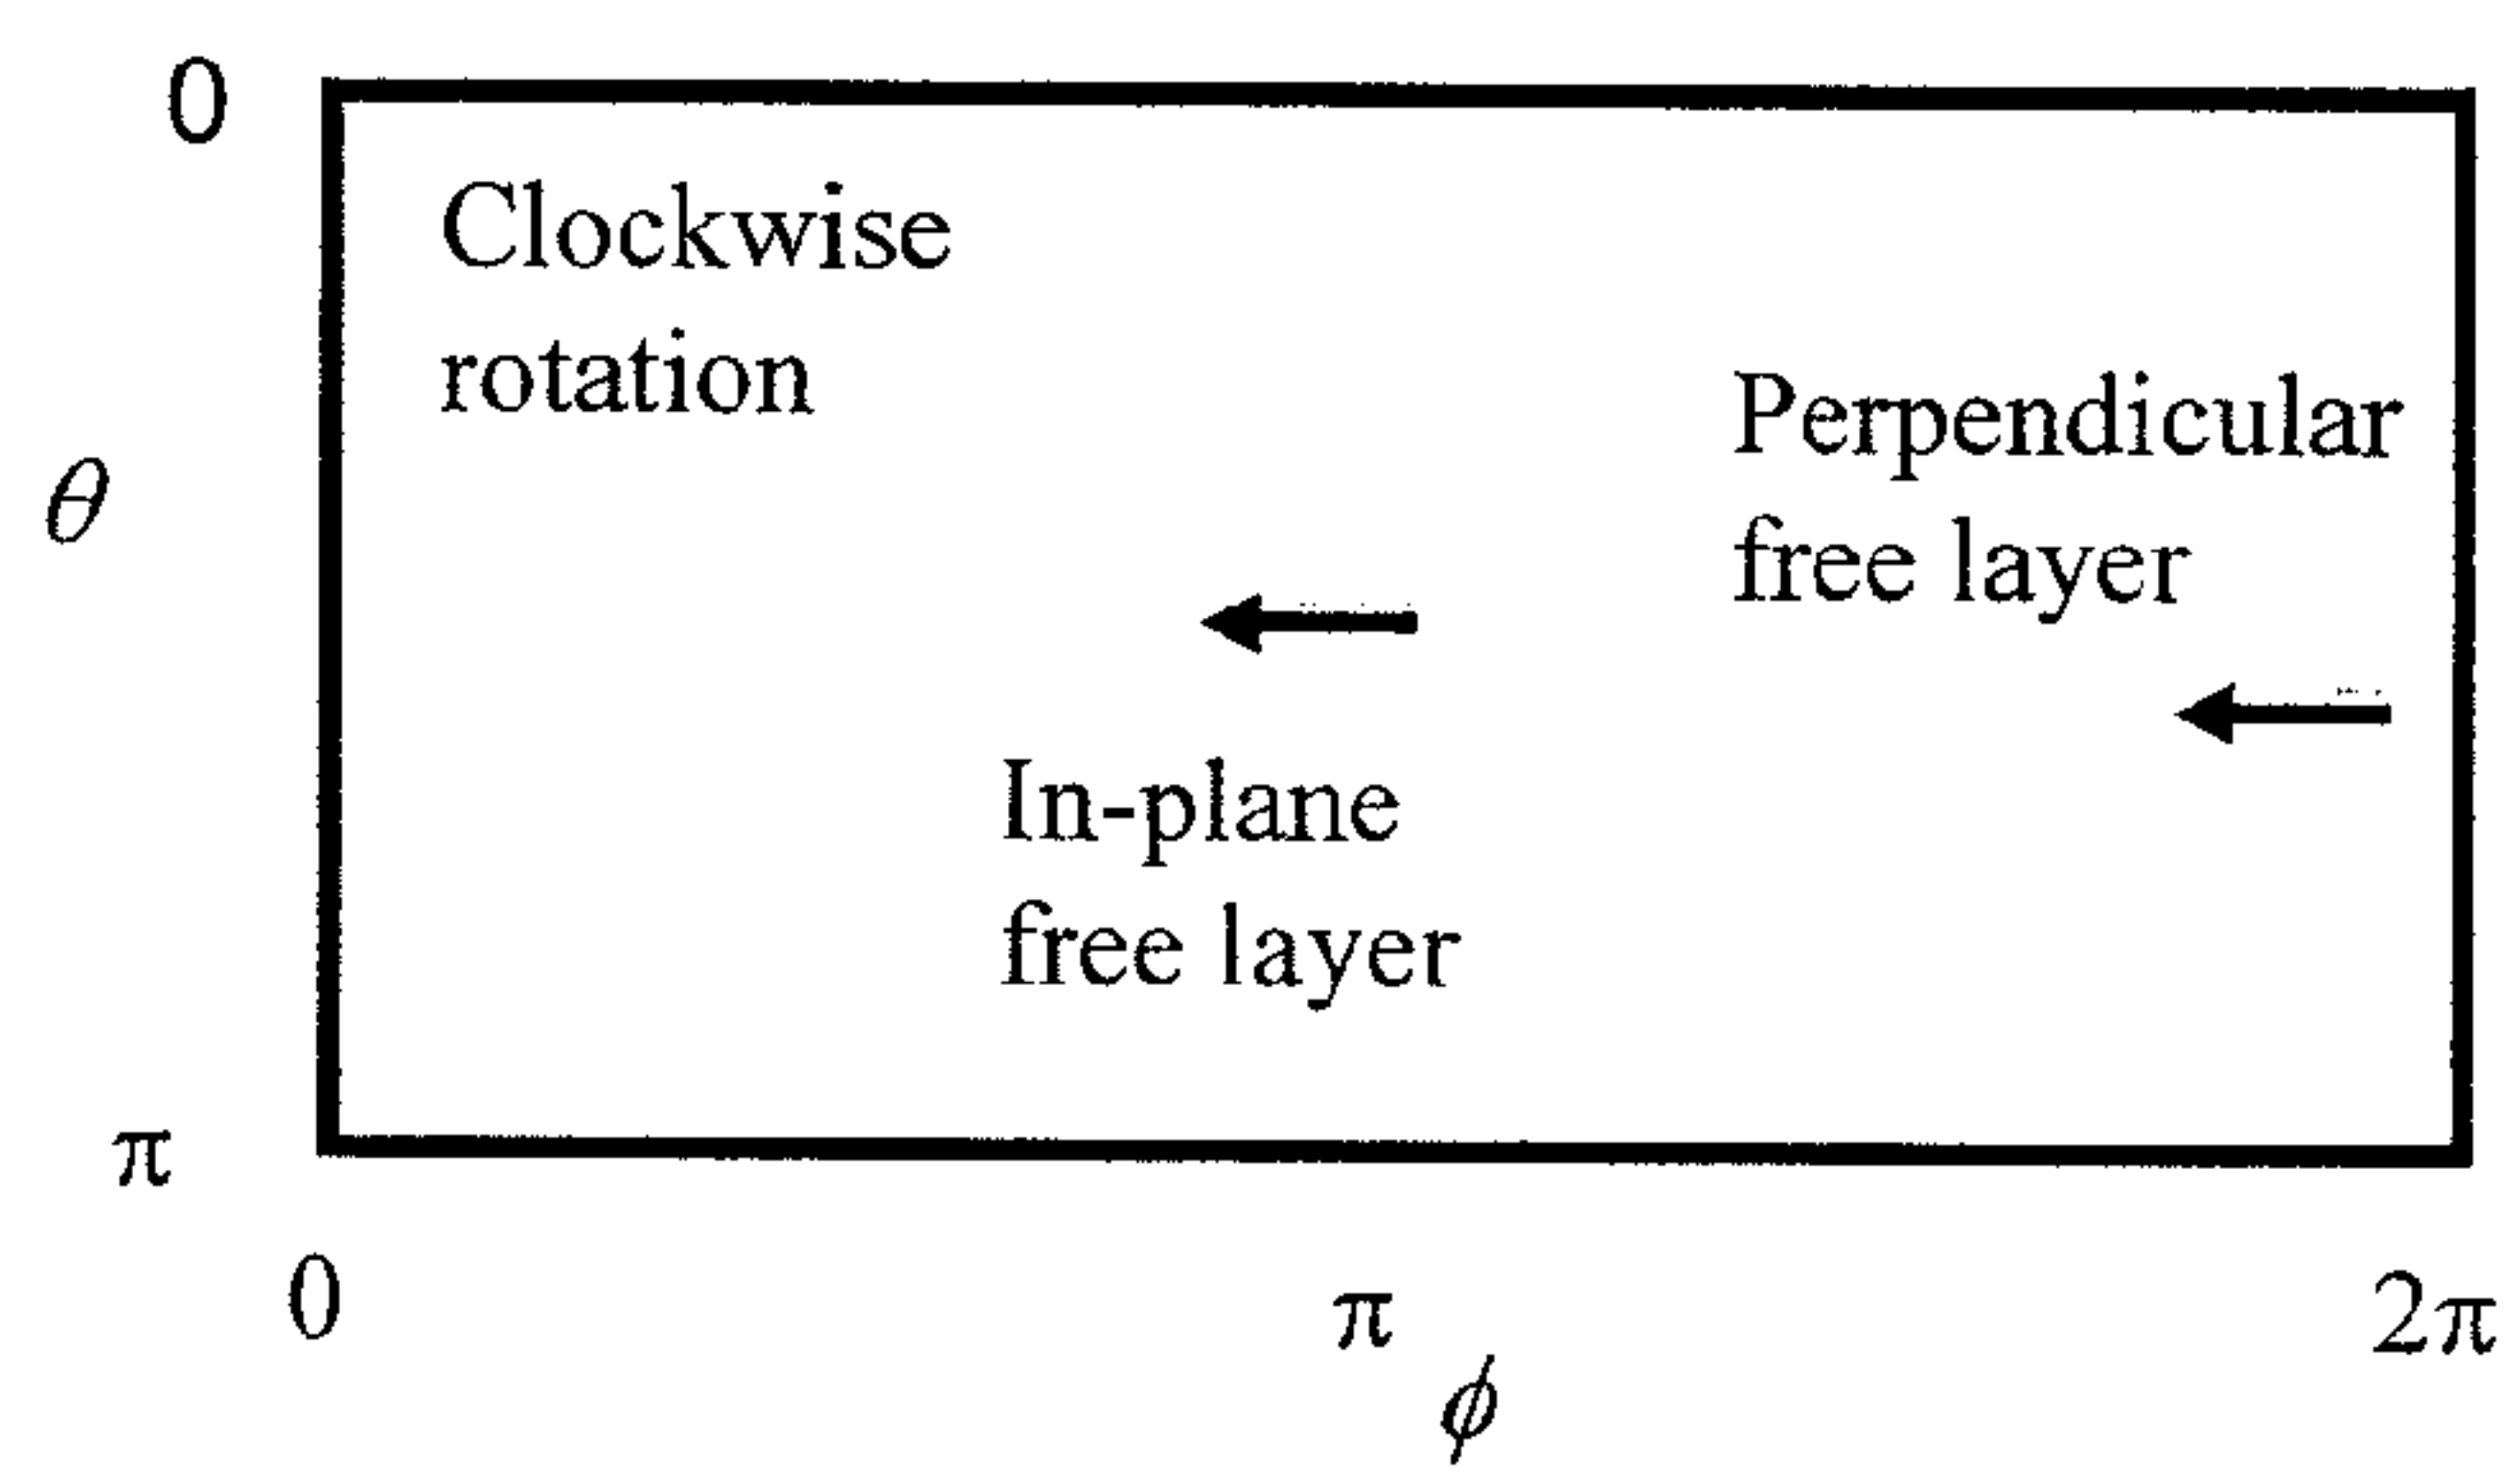 0
Clockwise
rotation
Perpendicular
free layer
θ
In-plane
free layer
π
0
π
2π
ϕ